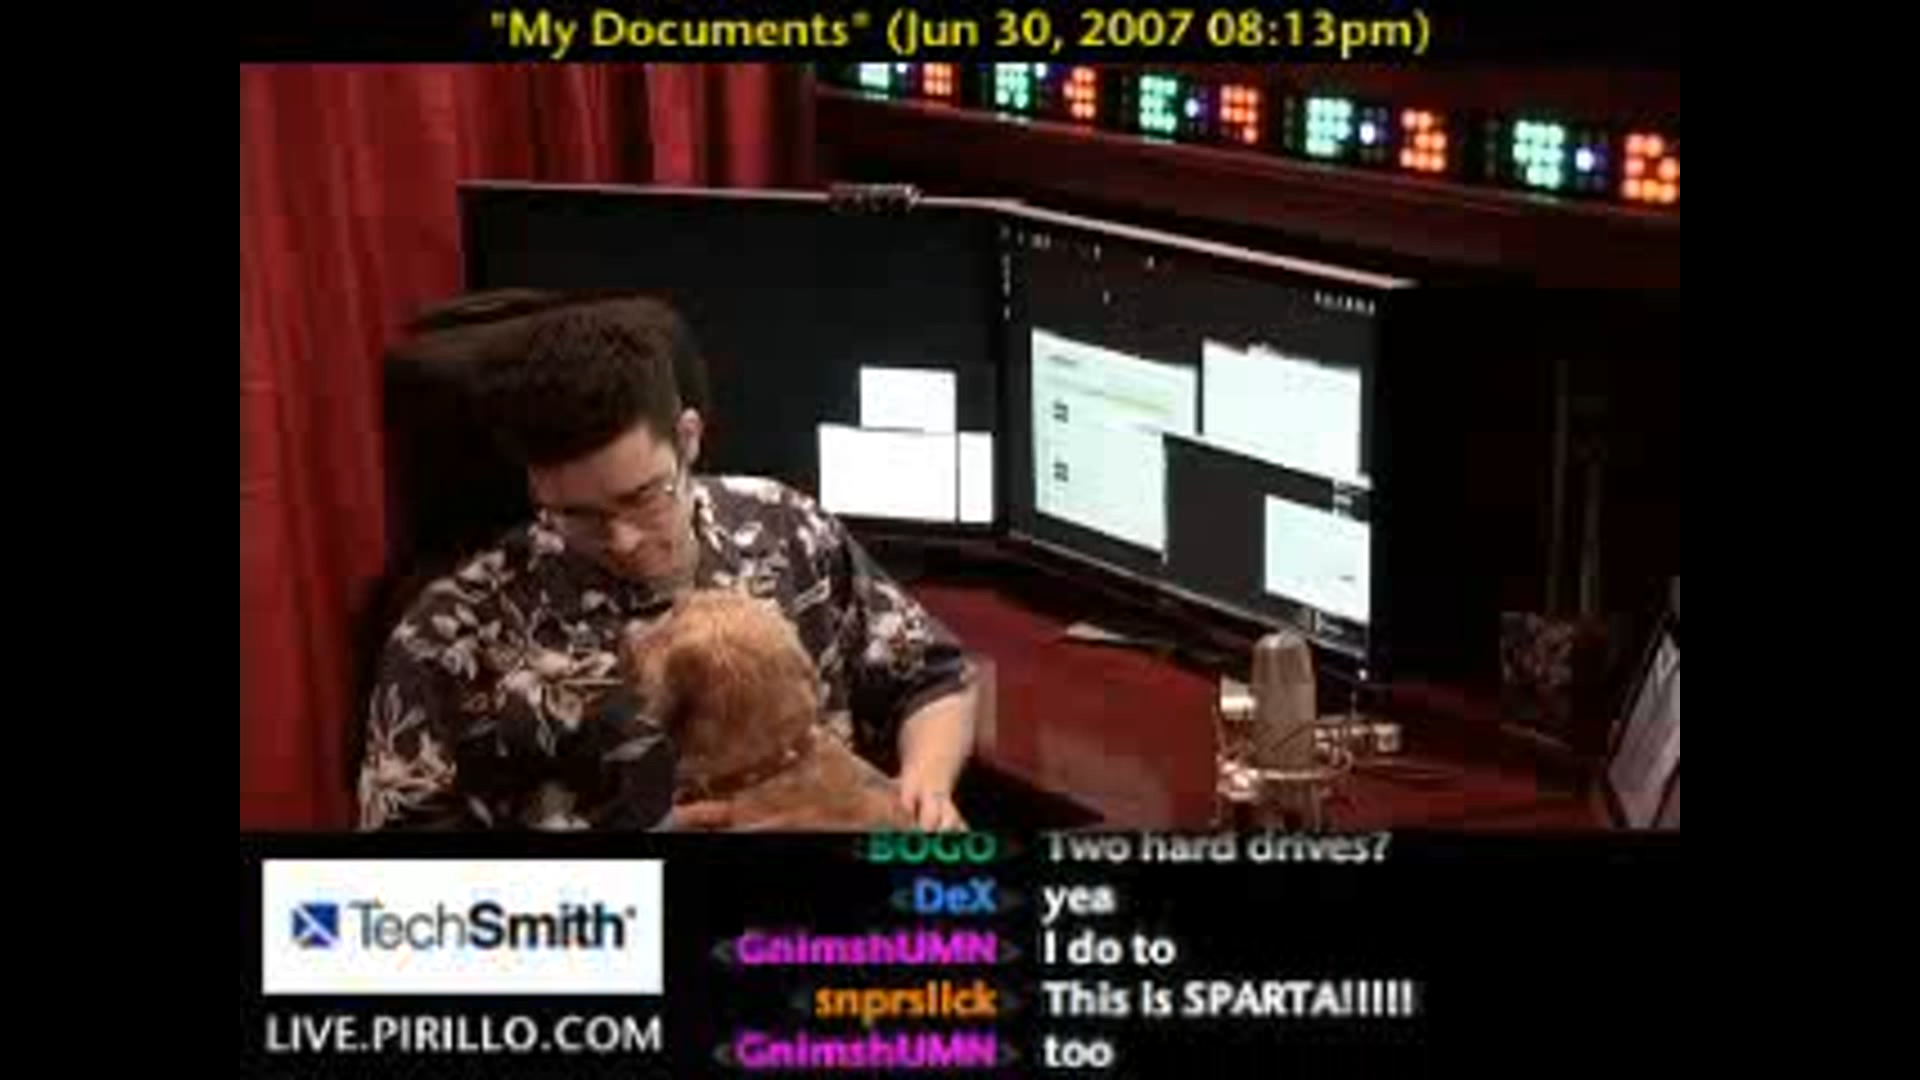 "My Documents" (Jun 30, 2007 08:13pm)
BOGO Two hard drives?
<DeX> yea
<GnimshUMN> I do to
<snprslick> This is SPARTA!!!!!
<GnimshUMN> too
TechSmith
LIVE.PIRILLO.COM